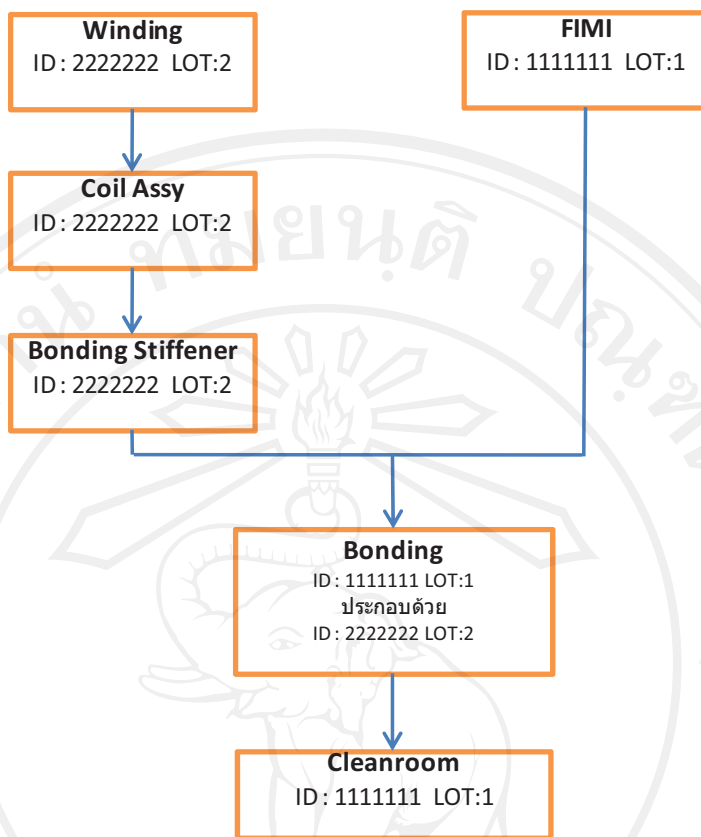 Winding
ID: 2222222 LOT:2
FIMI
ID: 1111111 LOT:1
Coil Assy
ID: 2222222 LOT:2
Bonding Stiffener
ID: 2222222 LOT:2
Bonding
ID: 1111111 LOT:1
ประกอบด้วย
ID: 2222222 LOT:2
Cleanroom
ID: 1111111 LOT:1